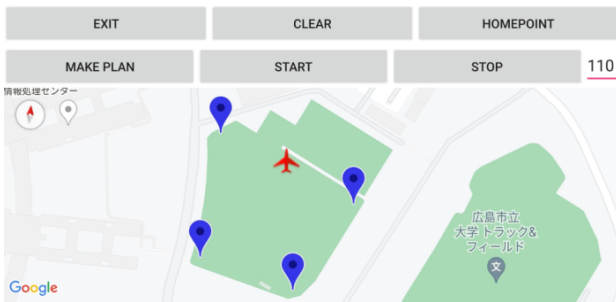 EXIT
CLEAR
HOMEPOINT
MAKE PLAN
START
STOP
110
情報処理センター
広島市立
大学 トラック&
フィールド
文
Google